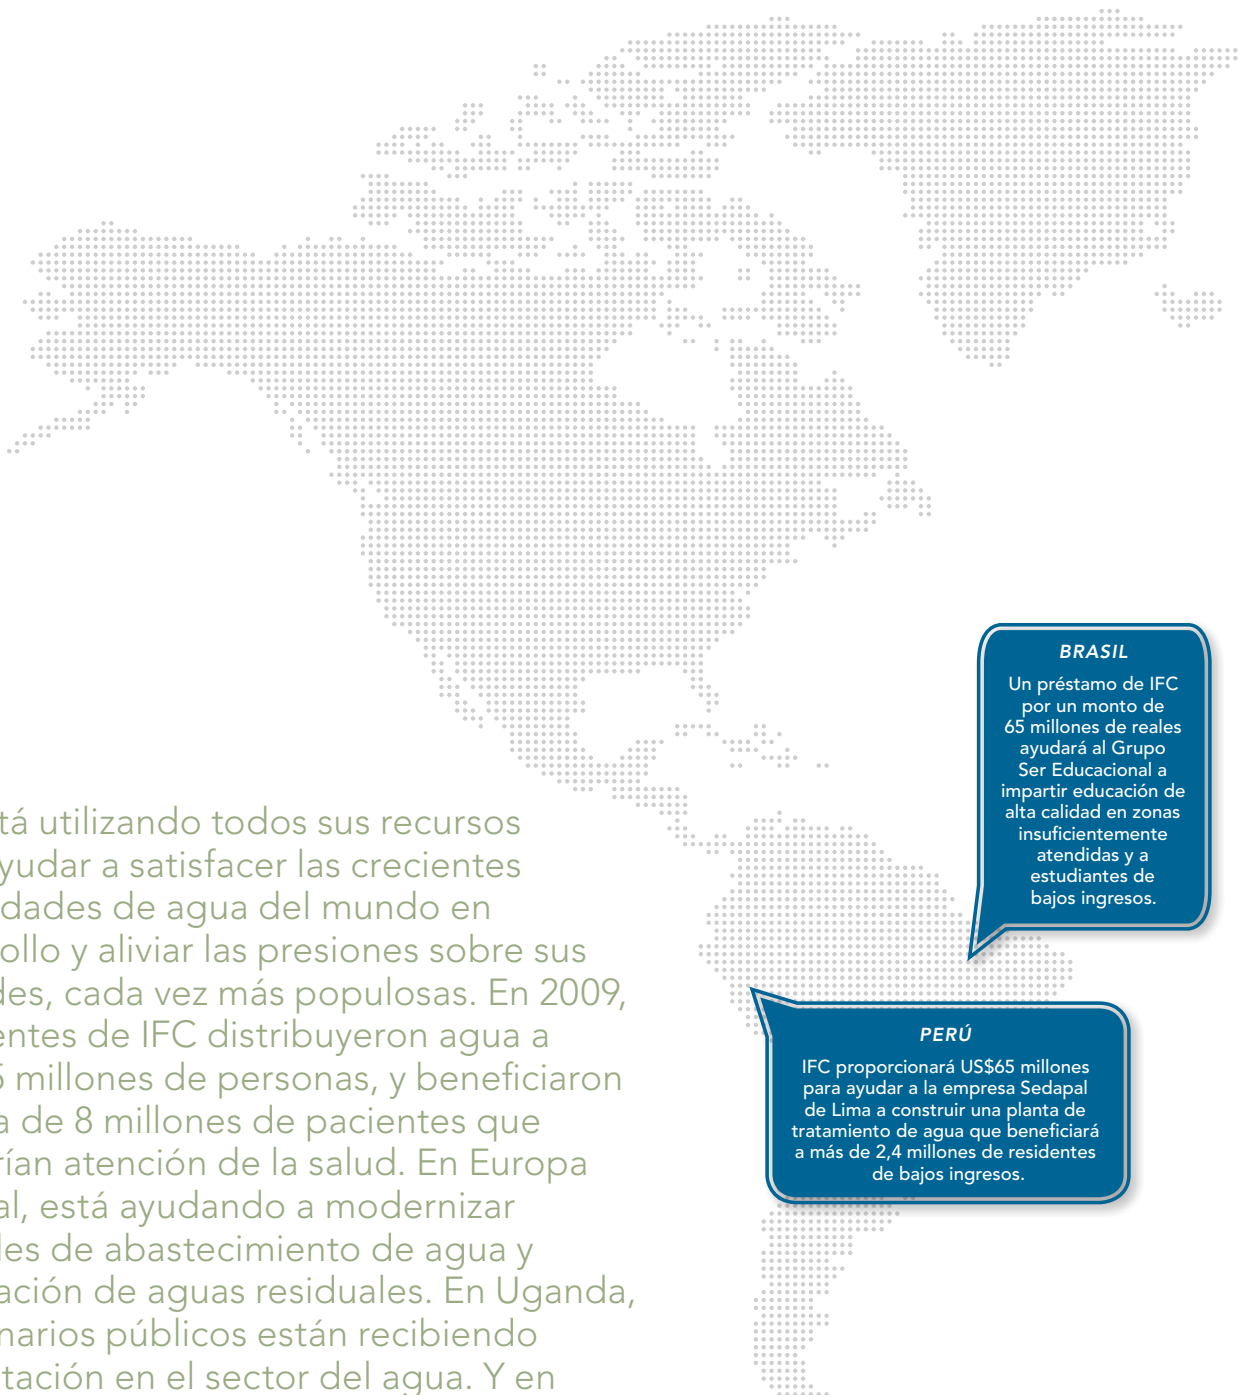 BRASIL
Un préstamo de IFC
por un monto de
65 millones de reales
ayudará al Grupo
Ser Educacional a
impartir educación de
alta calidad en zonas
insuficientemente
atendidas y a
estudiantes de
bajos ingresos.
PERÚ
IFC proporcionará US$65 millones
para ayudar a la empresa Sedapal
de Lima a construir una planta de
tratamiento de agua que beneficiará
a más de 2,4 millones de residentes
de bajos ingresos.
tá utilizando todos sus recursos
yudar a satisfacer las crecientes
dades de agua del mundo en
ollo y aliviar las presiones sobre sus
des, cada vez más populosas. En 2009,
entes de IFC distribuyeron agua a
5 millones de personas, y beneficiaron
a de 8 millones de pacientes que
rían atención de la salud. En Europa
al, está ayudando a modernizar
les de abastecimiento de agua y
ación de aguas residuales. En Uganda,
narios públicos están recibiendo
tación en el sector del agua. Y en